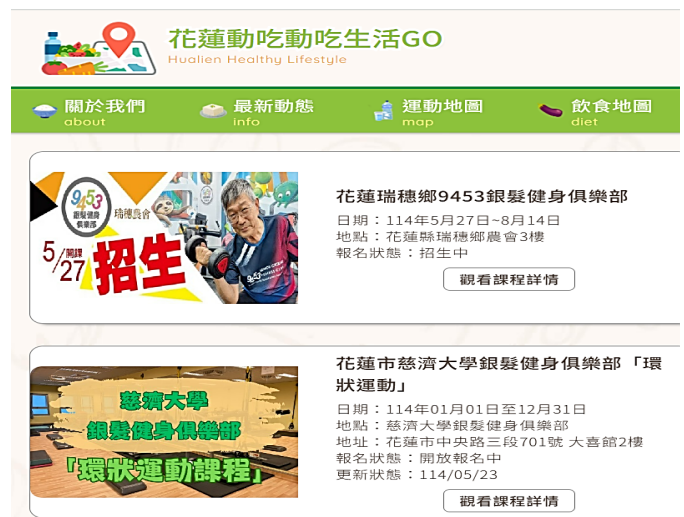 花蓮動吃動吃生活GO
Hualien Healthy Lifestyle
關於我們
about
最新動態
info
運動地圖
map
飲食地圖
diet
9453
銀髮健身
俱樂部
瑞穗農會
5/27
開課
招生
花蓮瑞穗鄉9453銀髮健身俱樂部
日期：114年5月27日~8月14日
地點：花蓮縣瑞穗鄉農會3樓
報名狀態：招生中
觀看課程詳情
慈濟大學
銀髮健身俱樂部
「環狀運動課程」
花蓮市慈濟大學銀髮健身俱樂部「環
狀運動」
日期：114年01月01日至12月31日
地點：慈濟大學銀髮健身俱樂部
地址：花蓮市中央路三段701號 大喜館2樓
報名狀態：開放報名中
更新狀態：114/05/23
觀看課程詳情